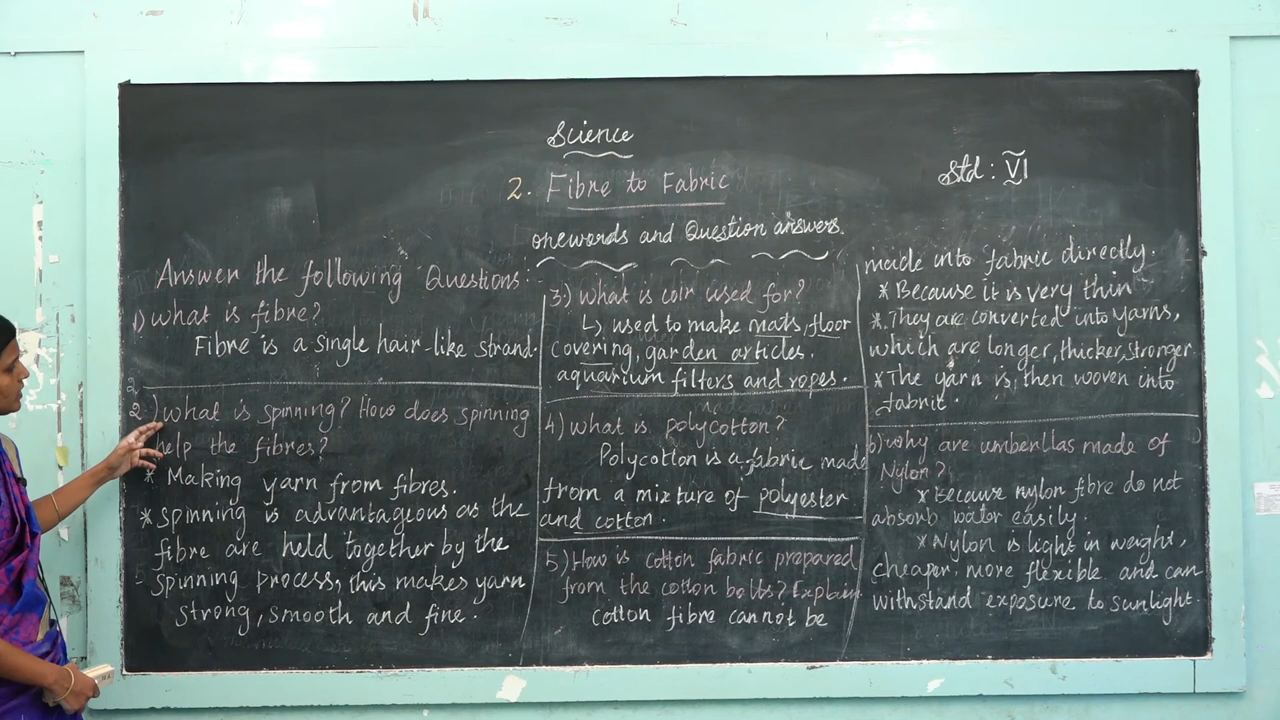 Science
2. Fibre to Fabric
Std : VI
onewords and Question answers.
Answer the following Questions:
1) What is fibre?
Fibre is a single hair-like strand.
2
2) What is spinning? How does spinning
help the fibres?
* Making yarn from fibres.
* Spinning is advantageous as the
fibre are held together by the
spinning process, this makes yarn
strong, smooth and fine.
3) What is coir used for?
↳ used to make mats, floor
covering, garden articles.
aquarium filters and ropes.
4) What is polycotton?
Polycotton is a fabric made
from a mixture of polyester
and cotton.
5) How is cotton fabric prepared
from the cotton bolls? Explain.
cotton fibre cannot be
made into fabric directly.
* Because it is very thin
* They are converted into yarns,
which are longer, thicker, stronger
* The yarn is then woven into
fabric.
6) Why are umberllas made of
Nylon?
* Because nylon fibre do not
absorb water easily.
* Nylon is light in weight,
cheaper, more flexible and can
withstand exposure to sunlight.